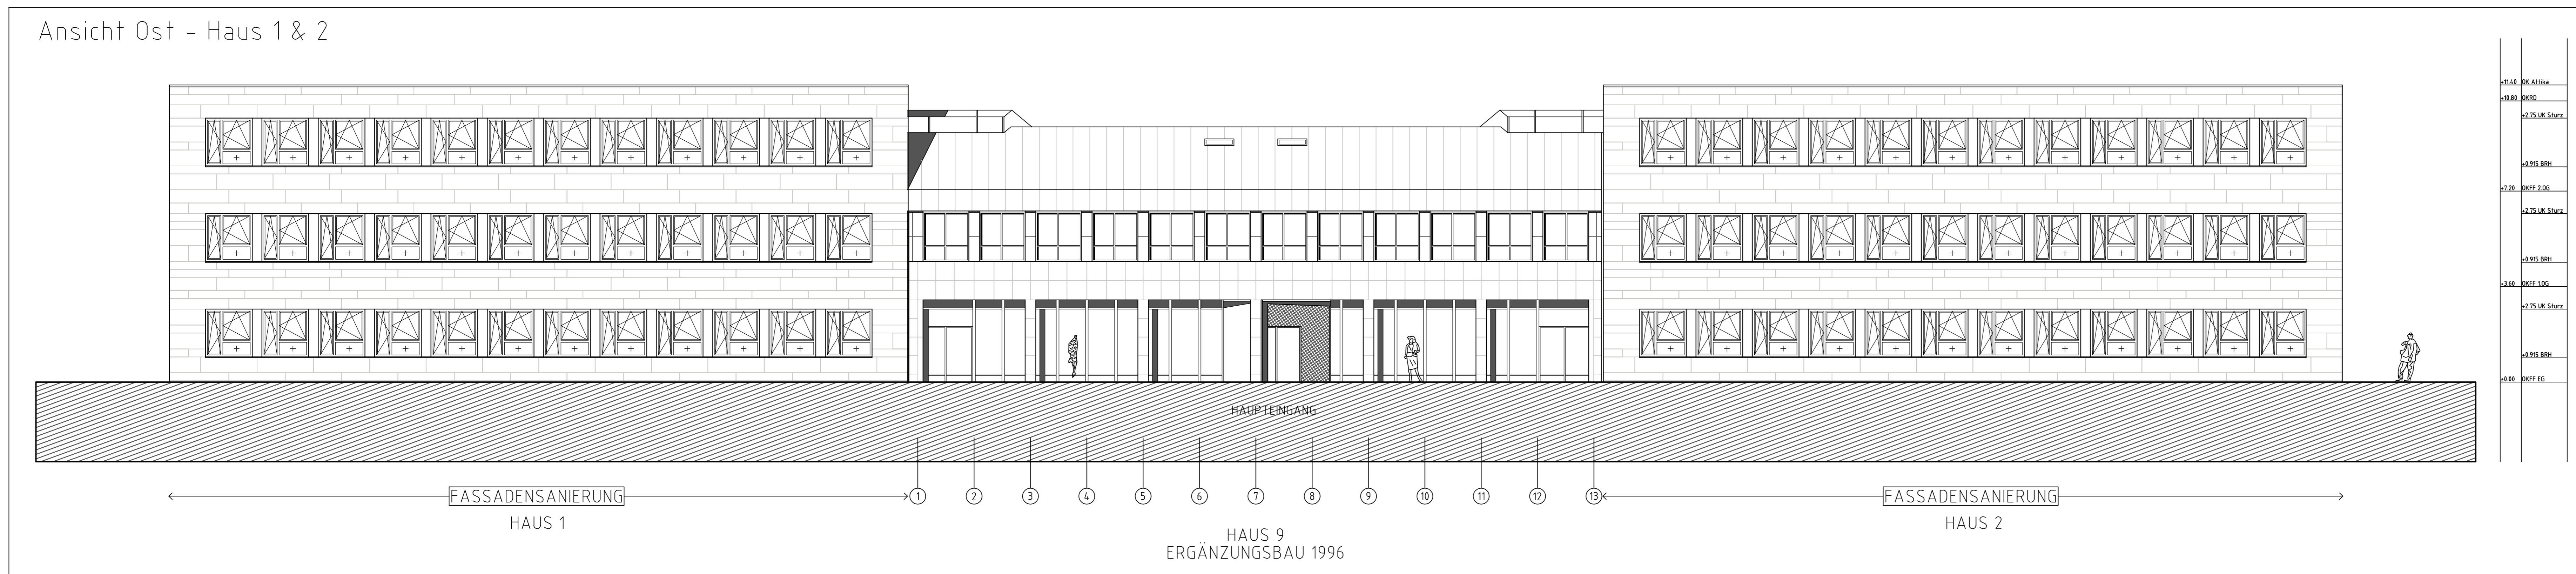 Ansicht Ost - Haus 1 & 2
+11.40 OK Attika
+10.80 OKRD
+2.75 UK Sturz
+0.915 BRH
+7.20 OKFF 2.OG
+2.75 UK Sturz
+0.915 BRH
+3.60 OKFF 1.OG
+2.75 UK Sturz
+0.915 BRH
±0.00 OKFF EG
HAUPTEINGANG
FASSADENSANIERUNG
1 2 3 4 5 6 7 8 9 10 11 12 13
FASSADENSANIERUNG
HAUS 1
HAUS 2
HAUS 9
ERGÄNZUNGSBAU 1996